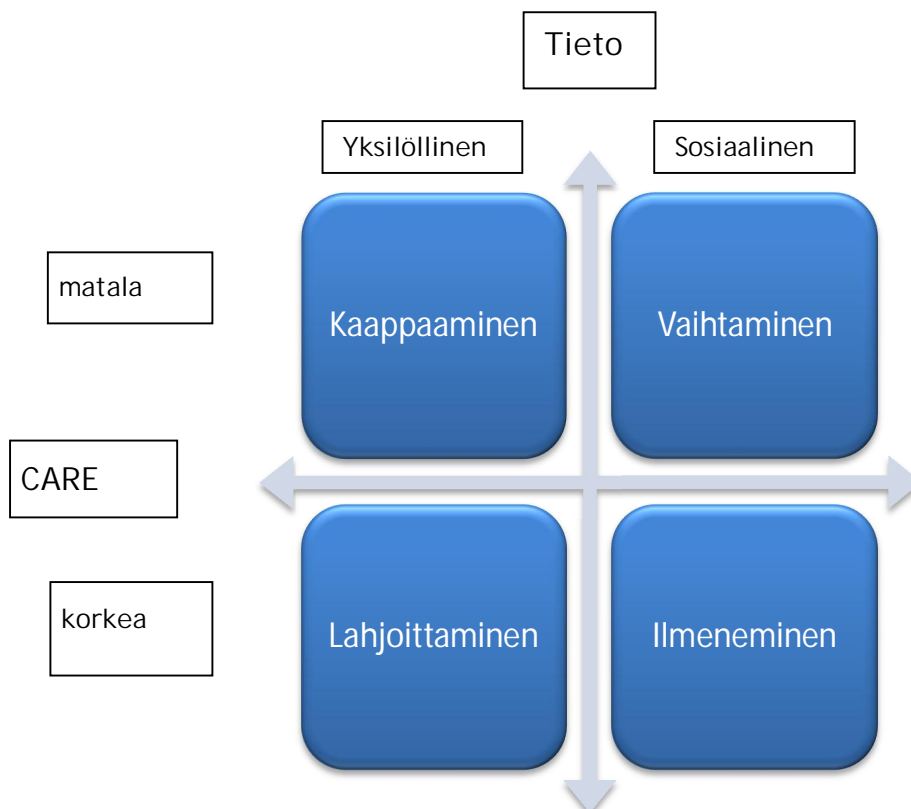 Tieto
Yksilöllinen
Sosiaalinen
matala
Kaappaaminen
Vaihtaminen
CARE
korkea
Lahjoittaminen
Ilmeneminen